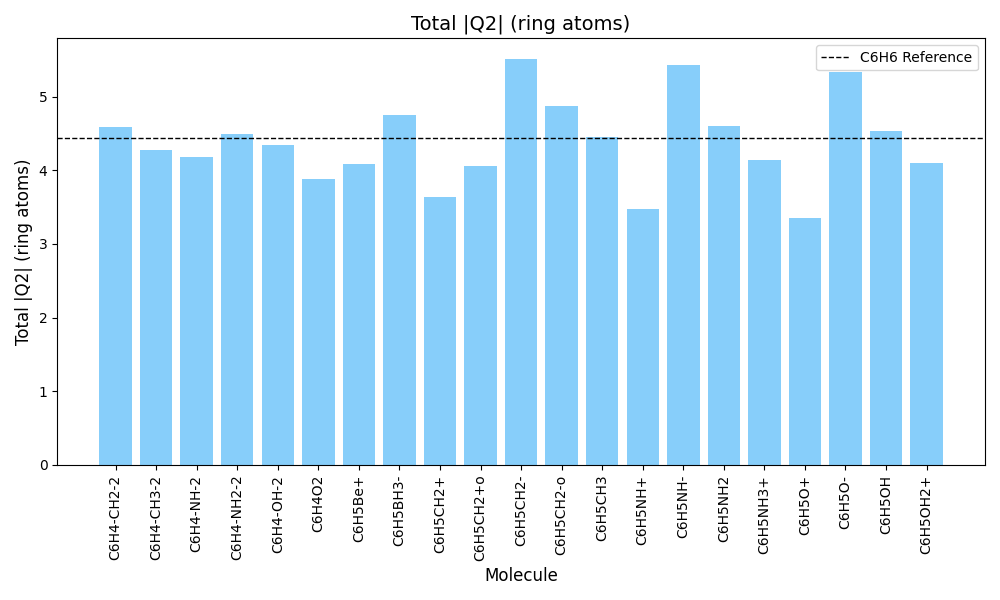 Total |Q2| (ring atoms)
C6H6 Reference
Total |Q2| (ring atoms)
5
4
3
2
1
0
C6H4-CH2-2
C6H4-CH3-2
C6H4-NH-2
C6H4-NH2-2
C6H4-OH-2
C6H4O2
C6H5Be+
C6H5BH3-
C6H5CH2+
C6H5CH2+o
C6H5CH2-
C6H5CH2-o
C6H5CH3
C6H5NH+
C6H5NH-
C6H5NH2
C6H5NH3+
C6H5O+
C6H5O-
C6H5OH
C6H5OH2+
Molecule